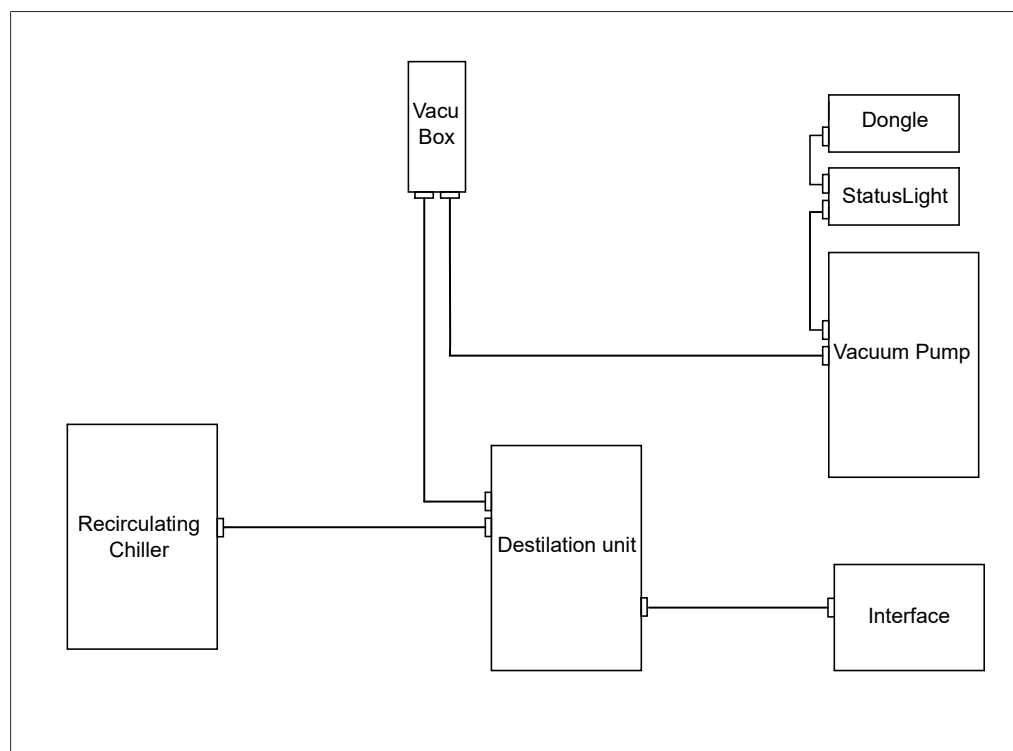 Vacu
Box
Dongle
StatusLight
Vacuum Pump
Recirculating
Chiller
Destilation unit
Interface